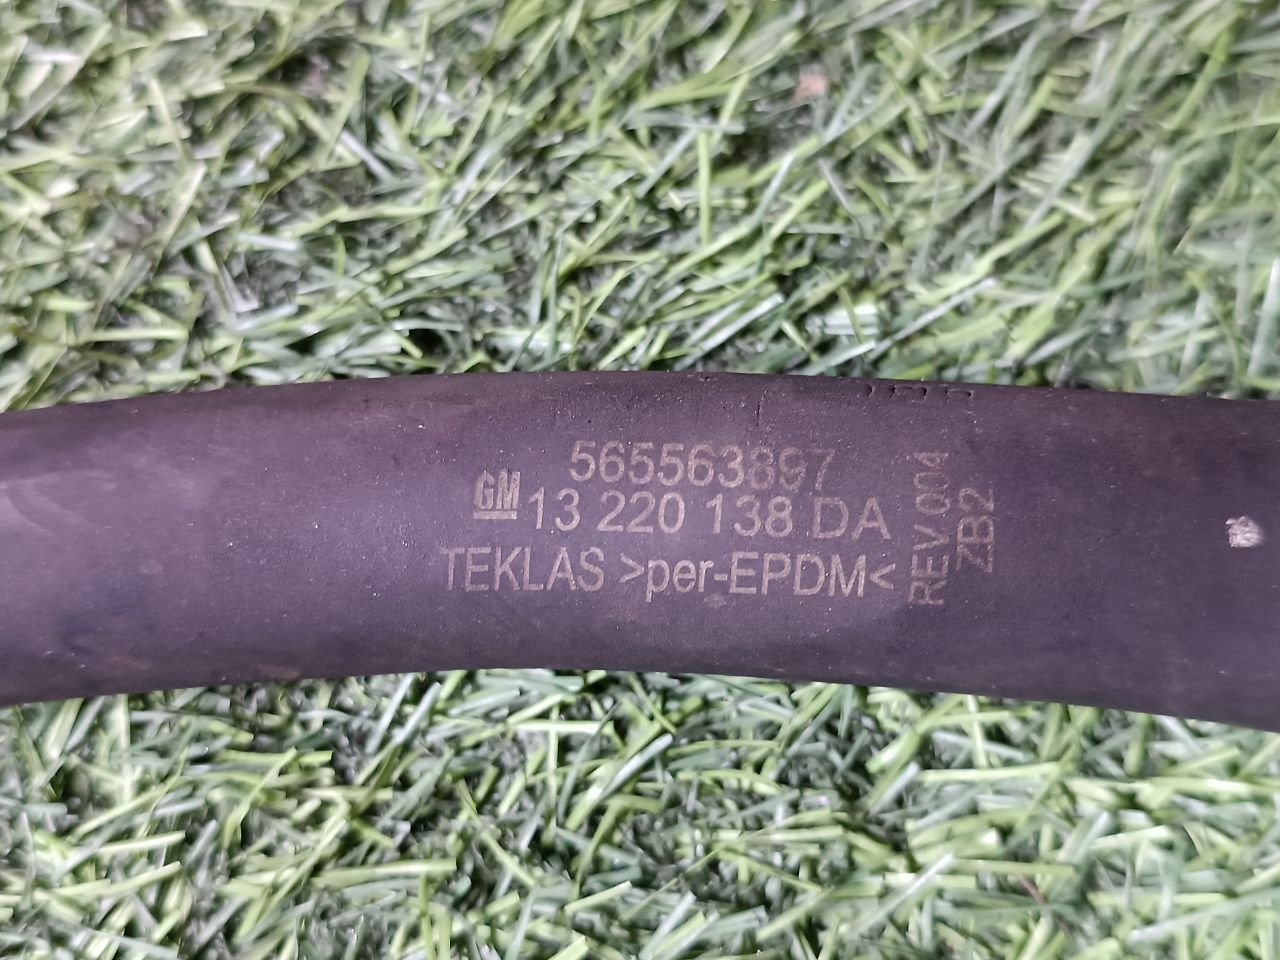 565563897
GM 13 220 138 DA
TEKLAS >per-EPDM<
REV 004
ZB2